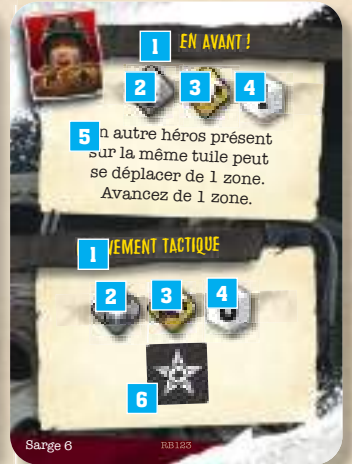 1 EN AVANT !
2 3 4
5 n autre héros présent
sur la même tuile peut
se déplacer de 1 zone.
Avancez de 1 zone.
1 VEMENT TACTIQUE
2 3 4
6
Sarge 6 RB123